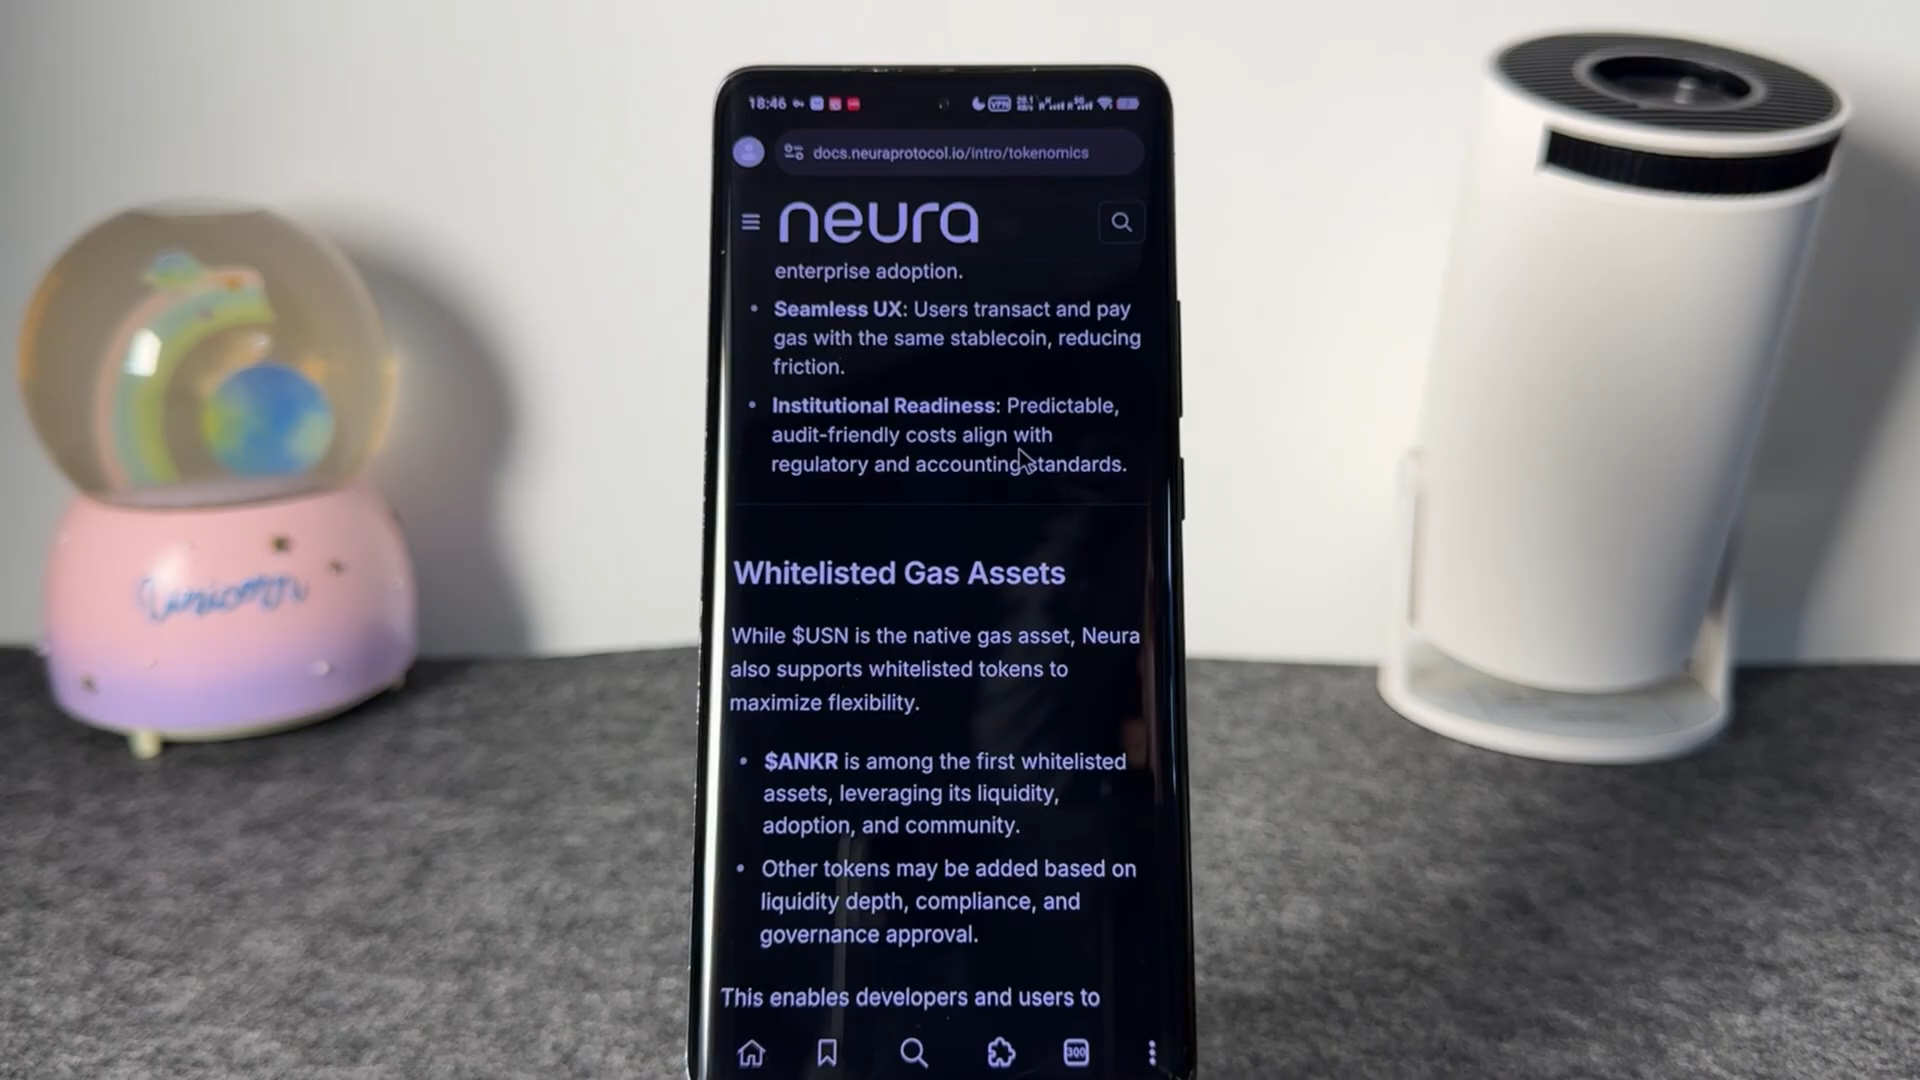 18:46
VPN
docs.neuraprotocol.io/intro/tokenomics
neura
enterprise adoption.
• Seamless UX: Users transact and pay
gas with the same stablecoin, reducing
friction.
• Institutional Readiness: Predictable,
audit-friendly costs align with
regulatory and accounting standards.
Whitelisted Gas Assets
While $USN is the native gas asset, Neura
also supports whitelisted tokens to
maximize flexibility.
• $ANKR is among the first whitelisted
assets, leveraging its liquidity,
adoption, and community.
• Other tokens may be added based on
liquidity depth, compliance, and
governance approval.
This enables developers and users to
300
Unicorn